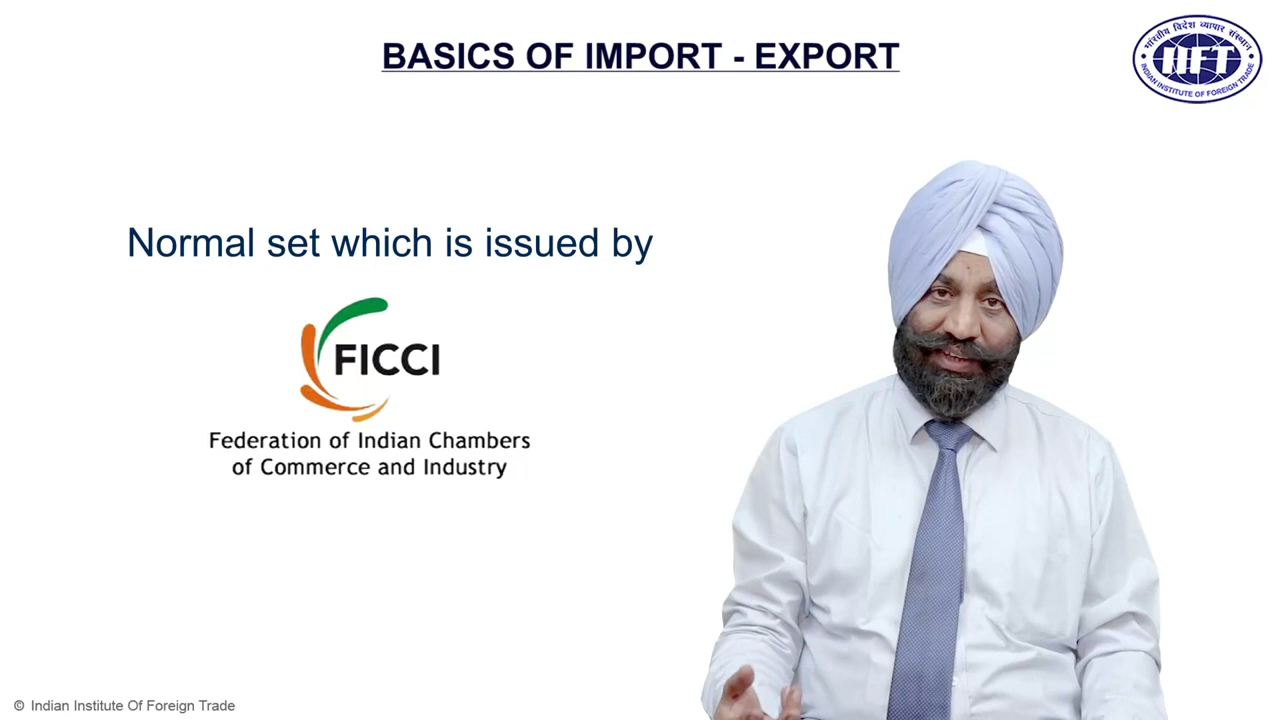 BASICS OF IMPORT - EXPORT
भारतीय विदेश व्यापार संस्थान
IIFT
INDIAN INSTITUTE OF FOREIGN TRADE
Normal set which is issued by
FICCI
Federation of Indian Chambers
of Commerce and Industry
© Indian Institute Of Foreign Trade